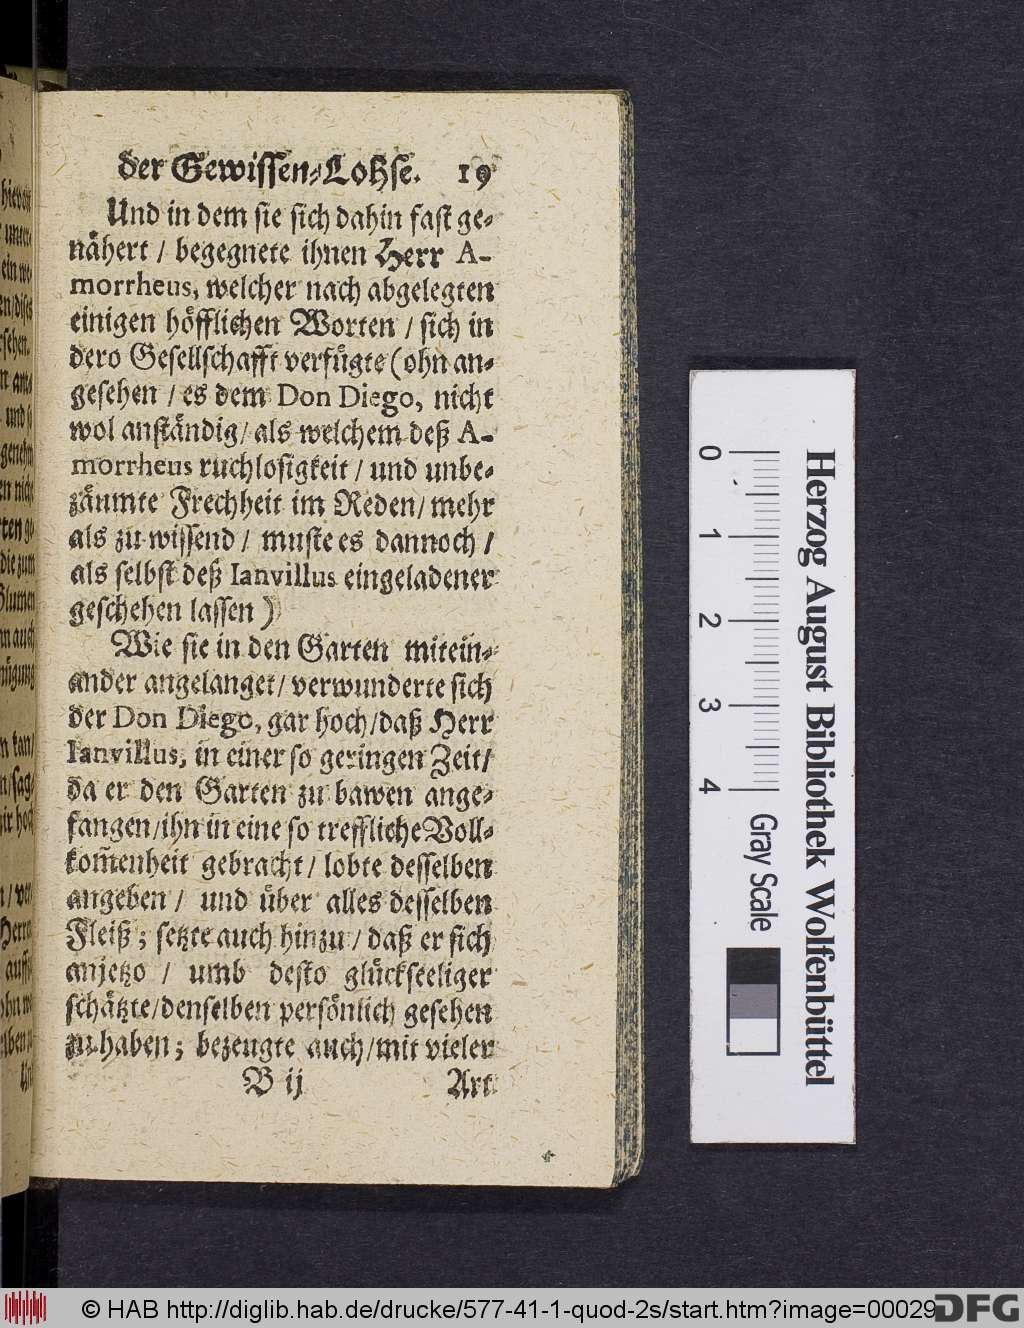 der Gewissen-Lohse. 19
Und in dem sie sich dahin fast ge-
nähert / begegnete ihnen Herr A-
morrheus, welcher nach abgelegten
einigen höfflichen Worten / sich in
dero Gesellschafft verfügte (ohn an-
gesehen / es dem Don Diego, nicht
wol anständig / als welchem deß A-
morrheus ruchlosigkeit / und unbe-
zäumte Frechheit im Reden / mehr
als zu wissend / muste es dannoch /
als selbst deß Ianvillus eingeladener
geschehen lassen)
Wie sie in den Garten mitein-
ander angelanget / verwunderte sich
der Don Diego, gar hoch / daß Herr
Ianvillus, in einer so geringen Zeit /
da er den Garten zu bawen ange-
fangen / ihn in eine so treffliche Voll-
kom̃enheit gebracht / lobte desselben
angeben / und über alles desselben
Fleiß; setzte auch hinzu / daß er sich
anjetzo / umb desto glückseeliger
schätzte / denselben persönlich gesehen
zu haben; bezeugte auch / mit vieler
B ij Art
0 1 2 3 4
Gray Scale
Herzog August Bibliothek Wolfenbüttel
© HAB http://diglib.hab.de/drucke/577-41-1-quod-2s/start.htm?image=00029
DFG